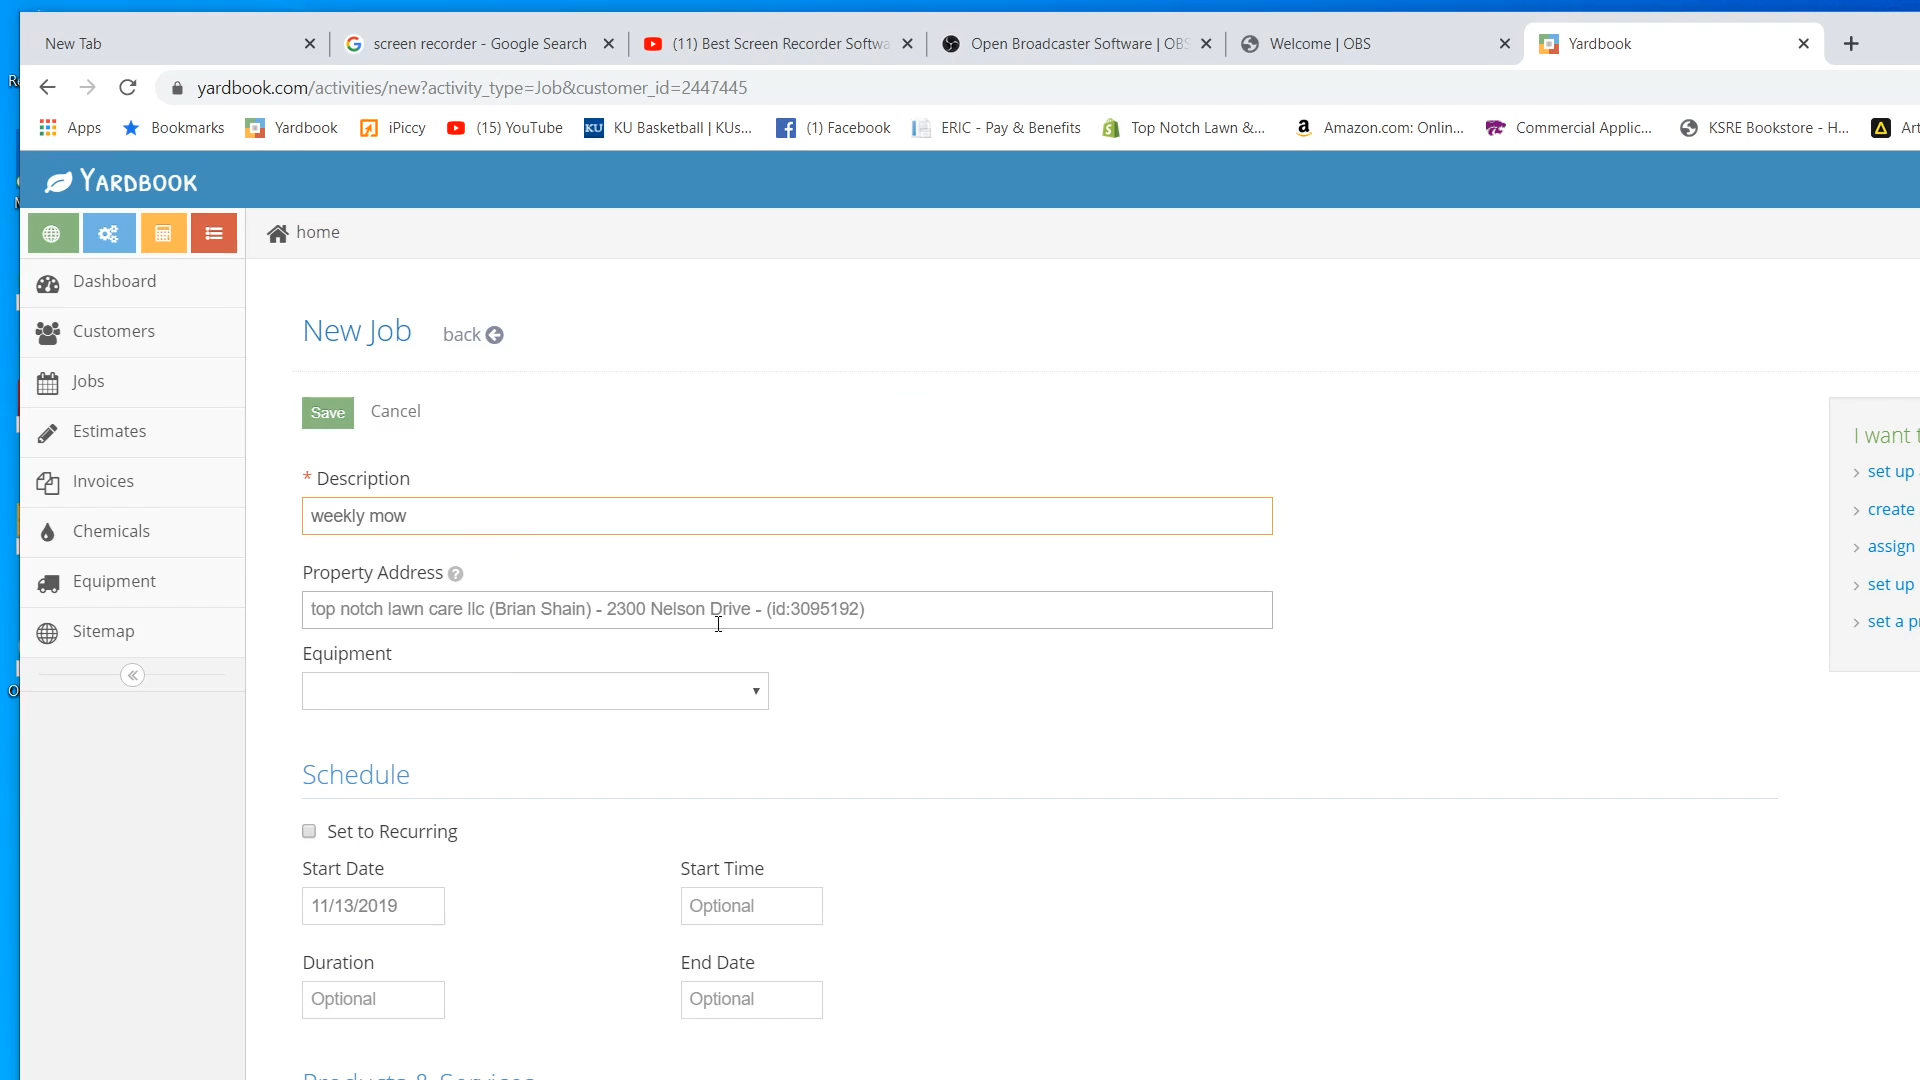 New Tab
screen recorder - Google Search
(11) Best Screen Recorder Softwa
Open Broadcaster Software | OBS
Welcome | OBS
Yardbook
yardbook.com/activities/new?activity_type=Job&customer_id=2447445
Apps
Bookmarks
Yardbook
iPiccy
(15) YouTube
KU Basketball | KUs...
(1) Facebook
ERIC - Pay & Benefits
Top Notch Lawn &...
Amazon.com: Onlin...
Commercial Applic...
KSRE Bookstore - H...
Art
YARDBOOK
home
Dashboard
Customers
Jobs
Estimates
Invoices
Chemicals
Equipment
Sitemap
New Job
back
Save
Cancel
* Description
weekly mow
Property Address
top notch lawn care llc (Brian Shain) - 2300 Nelson Drive - (id:3095192)
Equipment
Schedule
Set to Recurring
Start Date
Start Time
11/13/2019
Optional
Duration
End Date
Optional
Optional
Products & Services
I want t
set up
create
assign
set up
set a p